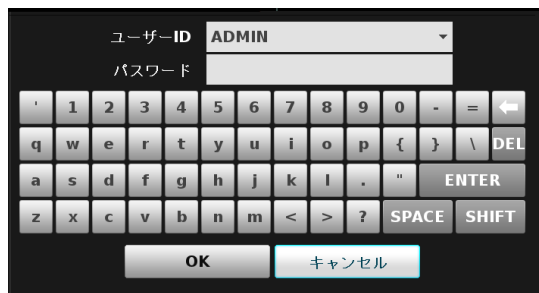 ユーザーID ADMIN
パスワード
' 1 2 3 4 5 6 7 8 9 0 - =
q w e r t y u i o p { } \ DEL
a s d f g h j k l . " ENTER
z x c v b n m < > ? SPACE SHIFT
OK キャンセル